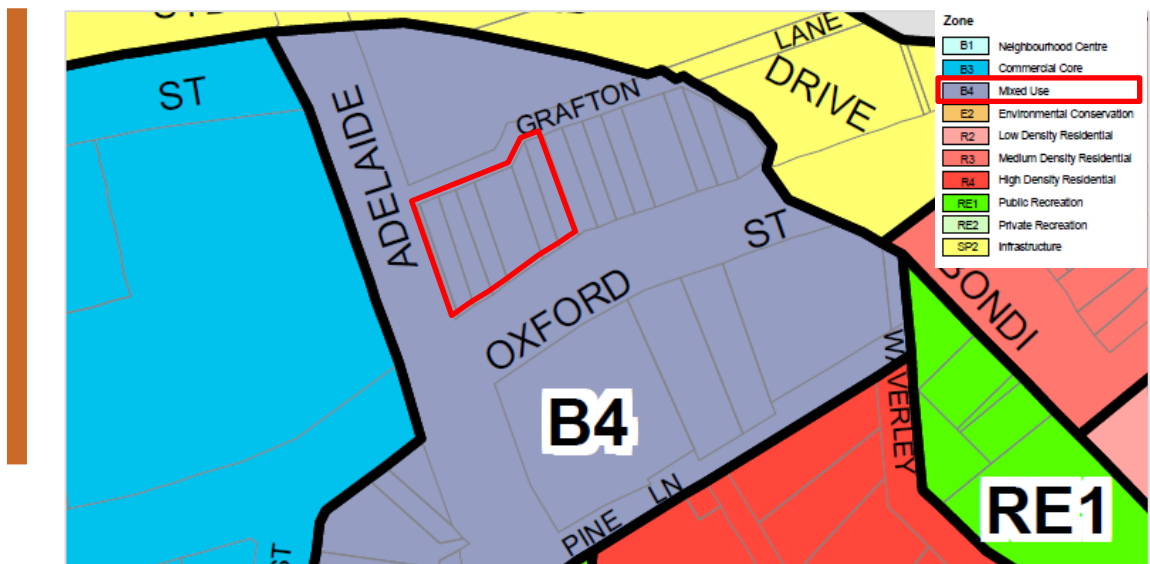 ST
ADELAIDE
GRAFTON
LANE
DRIVE
OXFORD
ST
B4
PINE
LN
WAVERLEY
BONDI
RE1
ST
Zone
B1 Neighbourhood Centre
B3 Commercial Core
B4 Mixed Use
E2 Environmental Conservation
R2 Low Density Residential
R3 Medium Density Residential
R4 High Density Residential
RE1 Public Recreation
RE2 Private Recreation
SP2 Infrastructure